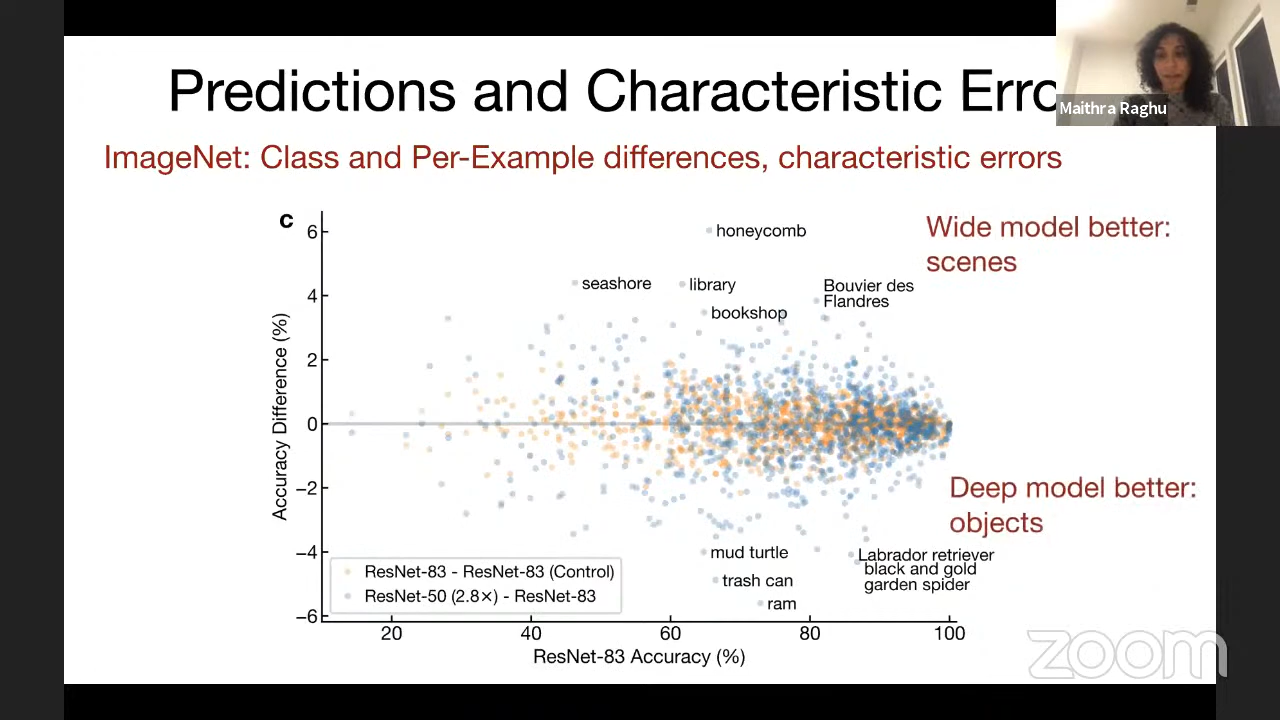 Predictions and Characteristic Erro
Maithra Raghu
ImageNet: Class and Per-Example differences, characteristic errors
c
Wide model better:
scenes
honeycomb
seashore
library
bookshop
Bouvier des
Flandres
Accuracy Difference (%)
6
4
2
0
−2
−4
−6
Deep model better:
objects
mud turtle
trash can
ram
Labrador retriever
black and gold
garden spider
ResNet-83 - ResNet-83 (Control)
ResNet-50 (2.8×) - ResNet-83
20 40 60 80 100
ResNet-83 Accuracy (%)
zoom